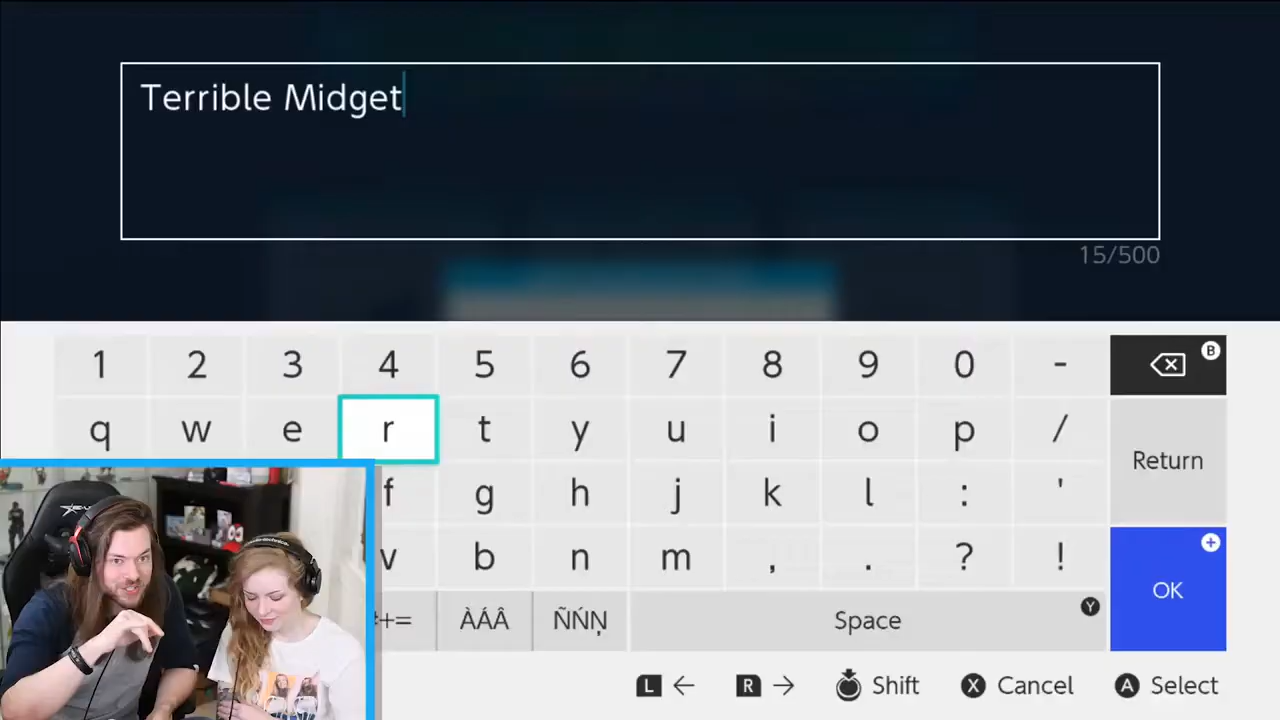 Terrible Midget
15/500
1 2 3 4 5 6 7 8 9 0 - B
q w e r t y u i o p / Return
f g h j k l : '
v b n m , . ? ! + OK
+= ÀÁÂ ÑŃŅ Space Y
L ← R → Shift X Cancel A Select